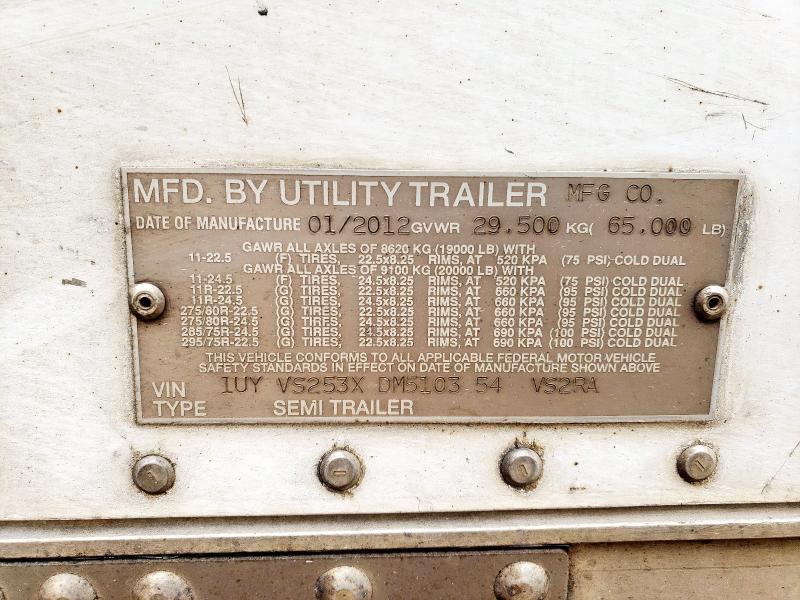 MFD. BY UTILITY TRAILER MFG CO.
DATE OF MANUFACTURE 01/2012 GVWR 29,500 KG( 65,000 LB)
GAWR ALL AXLES OF 8620 KG (19000 LB) WITH
11-22.5 (F) TIRES, 22.5x8.25 RIMS, AT 520 KPA (75 PSI) COLD DUAL
GAWR ALL AXLES OF 9100 KG (20000 LB) WITH
11-24.5 (F) TIRES, 24.5x8.25 RIMS, AT 520 KPA (75 PSI) COLD DUAL
11R-22.5 (G) TIRES, 22.5x8.25 RIMS, AT 660 KPA (95 PSI) COLD DUAL
11R-24.5 (G) TIRES, 24.5x8.25 RIMS, AT 660 KPA (95 PSI) COLD DUAL
275/80R-22.5 (G) TIRES, 22.5x8.25 RIMS, AT 660 KPA (95 PSI) COLD DUAL
275/80R-24.5 (G) TIRES, 24.5x8.25 RIMS, AT 660 KPA (95 PSI) COLD DUAL
285/75R-24.5 (G) TIRES, 24.5x8.25 RIMS, AT 690 KPA (100 PSI) COLD DUAL
295/75R-22.5 (G) TIRES, 22.5x8.25 RIMS, AT 690 KPA (100 PSI) COLD DUAL
THIS VEHICLE CONFORMS TO ALL APPLICABLE FEDERAL MOTOR VEHICLE
SAFETY STANDARDS IN EFFECT ON DATE OF MANUFACTURE SHOWN ABOVE
VIN 1UY VS253X DM5103 54 VS2RA
TYPE SEMI TRAILER